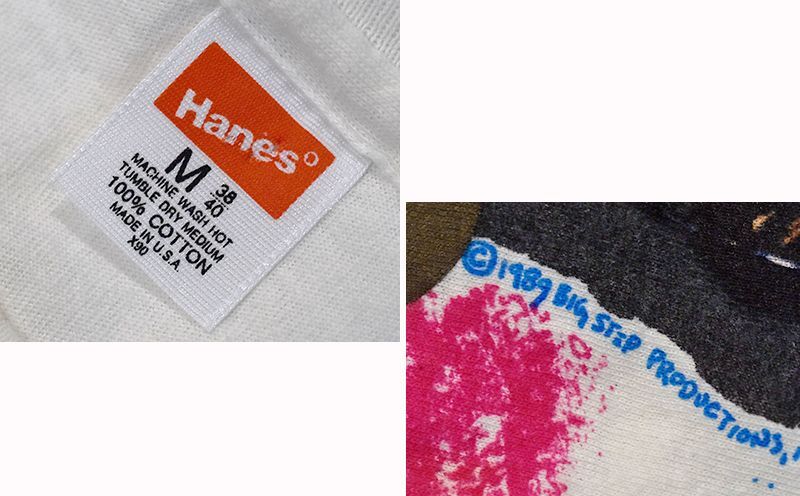 Hanes
M 38
40
MACHINE WASH HOT
TUMBLE DRY MEDIUM
100% COTTON
MADE IN U.S.A.
X90
©1989 BIG STEP PRODUCTIONS,